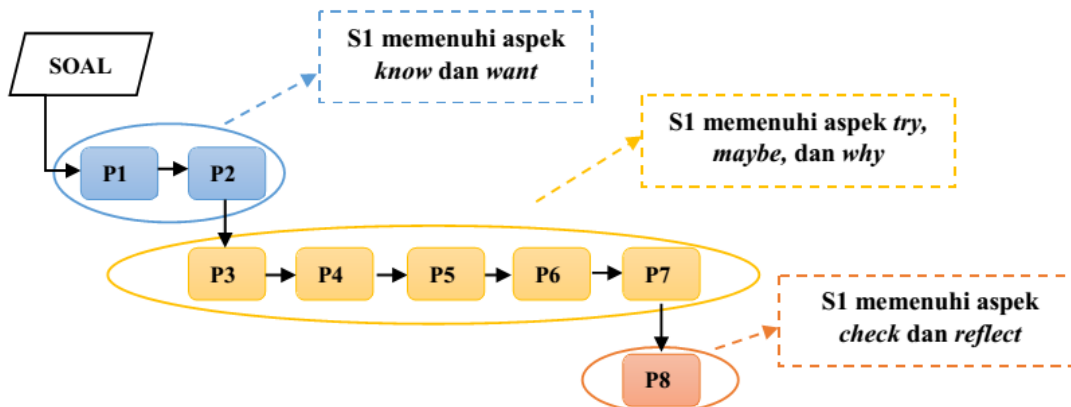 SOAL
S1 memenuhi aspek
know dan want
S1 memenuhi aspek try,
maybe, dan why
P1
P2
P3
P4
P5
P6
P7
S1 memenuhi aspek
check dan reflect
P8